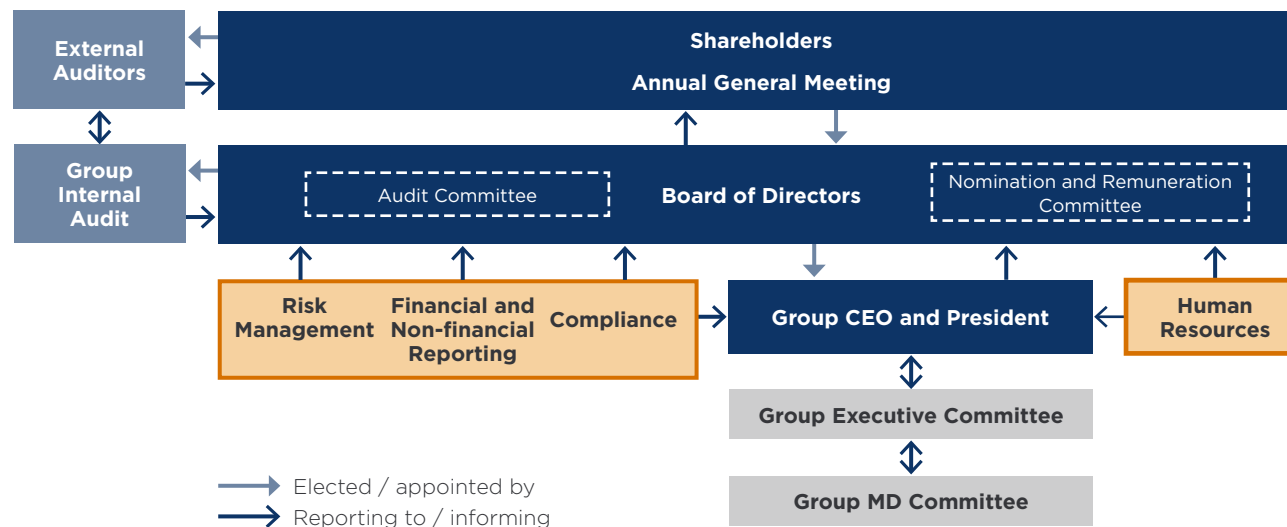 External
Auditors
Shareholders
Annual General Meeting
Group
Internal
Audit
Audit Committee
Board of Directors
Nomination and Remuneration
Committee
Risk
Management
Financial and
Non-financial
Reporting
Compliance
Group CEO and President
Human
Resources
Group Executive Committee
Group MD Committee
Elected / appointed by
Reporting to / informing